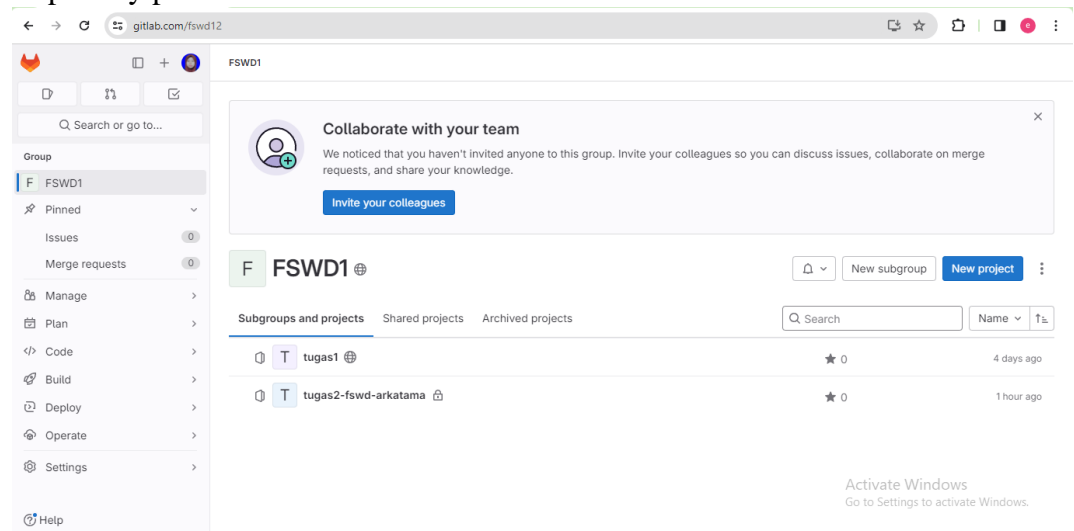 gitlab.com/fswd12
e
FSWD1
Search or go to...
Group
F FSWD1
Pinned
Issues 0
Merge requests 0
Manage
Plan
Code
Build
Deploy
Operate
Settings
Help
Collaborate with your team
We noticed that you haven't invited anyone to this group. Invite your colleagues so you can discuss issues, collaborate on merge
requests, and share your knowledge.
Invite your colleagues
F FSWD1
New subgroup
New project
Subgroups and projects Shared projects Archived projects
Search
Name
T tugas1 0 4 days ago
T tugas2-fswd-arkatama 0 1 hour ago
Activate Windows
Go to Settings to activate Windows.